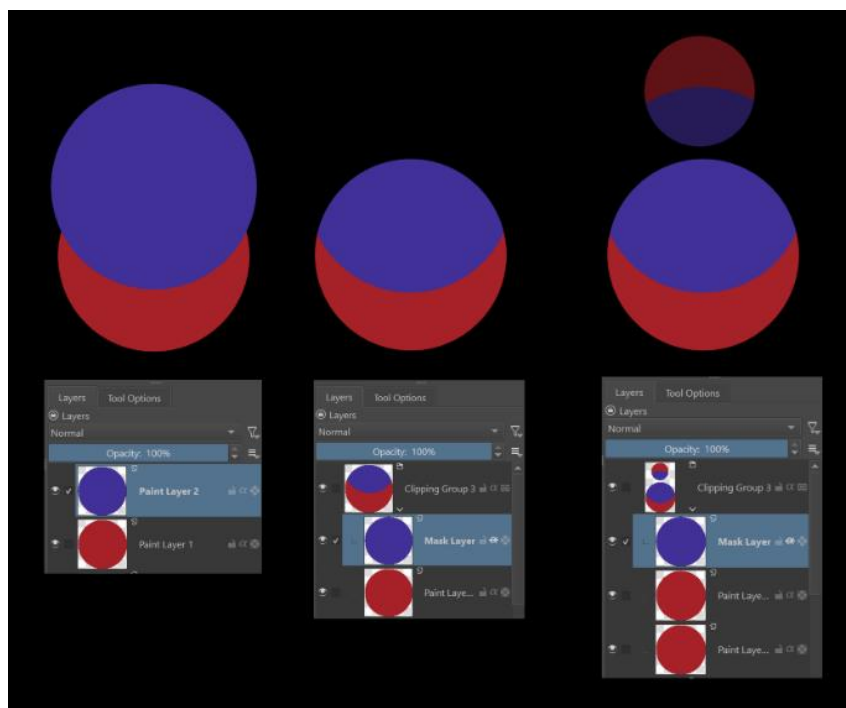 Layers Tool Options
Layers
Normal
Opacity: 100%
Paint Layer 2
Paint Layer 1
Layers Tool Options
Layers
Normal
Opacity: 100%
Clipping Group 3
Mask Layer
Paint Laye...
Layers Tool Options
Layers
Normal
Opacity: 100%
Clipping Group 3
Mask Layer
Paint Laye...
Paint Laye...